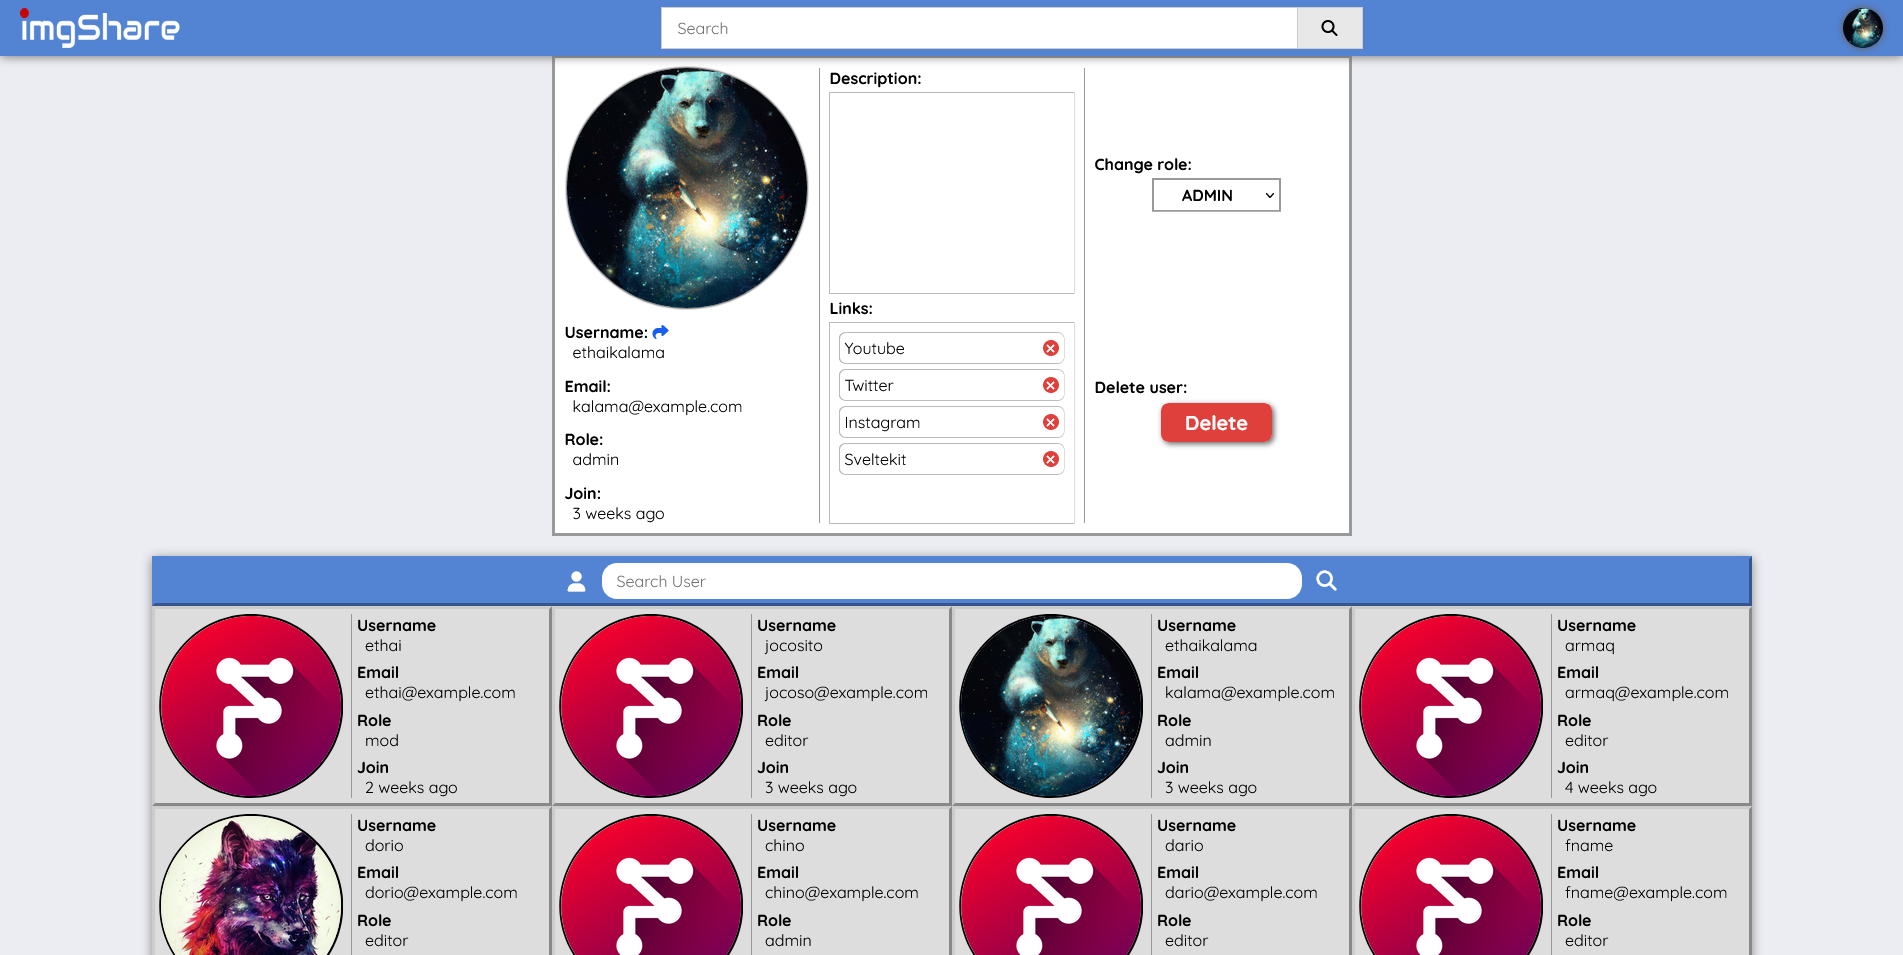 imgShare
Search
Username:
ethaikalama
Email:
kalama@example.com
Role:
admin
Join:
3 weeks ago
Description:
Links:
Youtube
Twitter
Instagram
Sveltekit
Change role:
ADMIN
Delete user:
Delete
Search User
Username
ethai
Email
ethai@example.com
Role
mod
Join
2 weeks ago
Username
jocosito
Email
jocoso@example.com
Role
editor
Join
3 weeks ago
Username
ethaikalama
Email
kalama@example.com
Role
admin
Join
3 weeks ago
Username
armaq
Email
armaq@example.com
Role
editor
Join
4 weeks ago
Username
dorio
Email
dorio@example.com
Role
editor
Username
chino
Email
chino@example.com
Role
admin
Username
dario
Email
dario@example.com
Role
editor
Username
fname
Email
fname@example.com
Role
editor